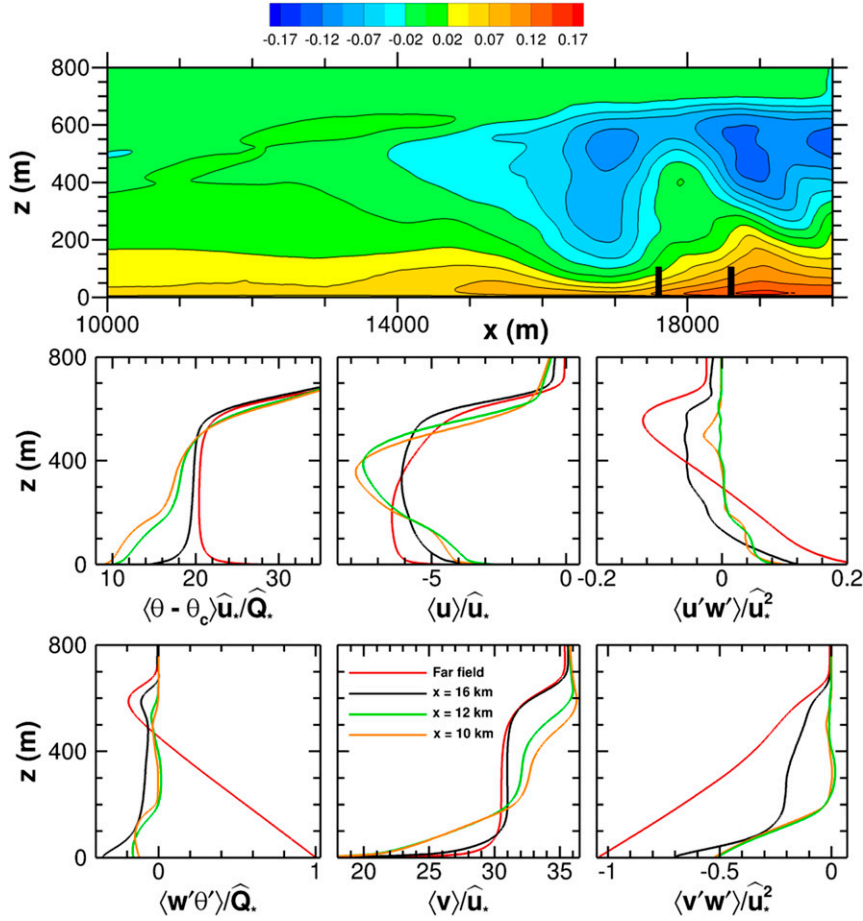 -0.17 -0.12 -0.07 -0.02 0.02 0.07 0.12 0.17
800
600
400
200
0
z (m)
10000 14000 x (m) 18000
800
400
0
z (m)
10 20 30
⟨θ - θ_c⟩û⋆/Q̂⋆
-5 0
⟨u⟩/û⋆
-0.2 0 0.2
⟨u'w'⟩/û⋆²
800
400
0
z (m)
0 1
⟨w'θ'⟩/Q̂⋆
Far field
x = 16 km
x = 12 km
x = 10 km
20 25 30 35
⟨v⟩/û⋆
-1 0
⟨v'w'⟩/û⋆²